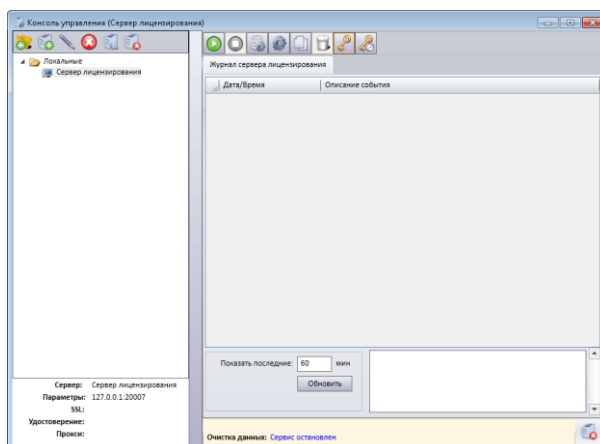 Консоль управления (Сервер лицензирования)
Локальные
Сервер лицензирования
Сервер: Сервер лицензирования
Параметры: 127.0.0.1:20007
SSL:
Удостоверение:
Прокси:
Журнал сервера лицензирования
Дата/Время Описание события
Показать последние: 60 мин
Обновить
Очистка данных: Сервис остановлен